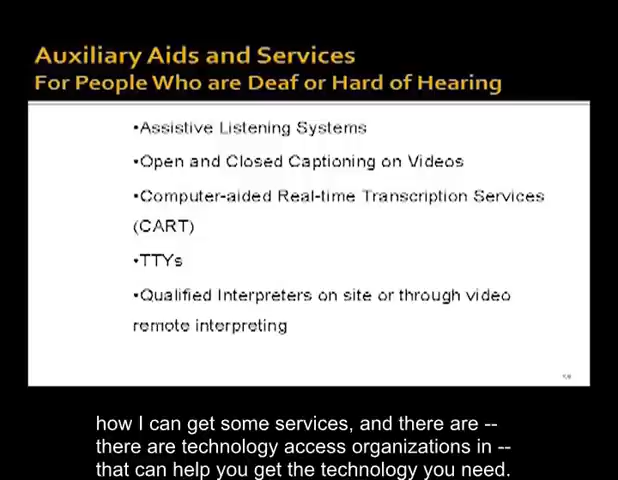 Auxiliary Aids and Services
For People Who are Deaf or Hard of Hearing
•Assistive Listening Systems
•Open and Closed Captioning on Videos
•Computer-aided Real-time Transcription Services
(CART)
•TTYs
•Qualified Interpreters on site or through video
remote interpreting
how I can get some services, and there are --
there are technology access organizations in --
that can help you get the technology you need.